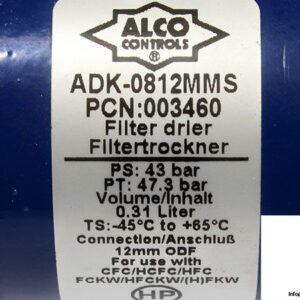 ALCO
CONTROLS
®
ADK-0812MMS
PCN:003460
Filter drier
Filtertrockner
PS: 43 bar
PT: 47.3 bar
Volume/Inhalt
0.31 Liter
TS:-45°C to +65°C
Connection/Anschluß
12mm ODF
For use with
CFC/HCFC/HFC
FCKW/HFCKW/(H)FKW
HP